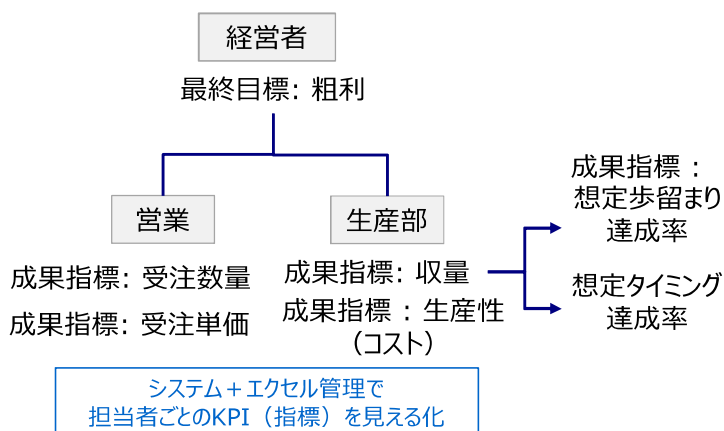 経営者
最終目標: 粗利
営業
成果指標: 受注数量
成果指標: 受注単価
生産部
成果指標: 収量
成果指標：生産性
（コスト）
成果指標：
想定歩留まり
達成率
想定タイミング
達成率
システム＋エクセル管理で
担当者ごとのKPI（指標）を見える化